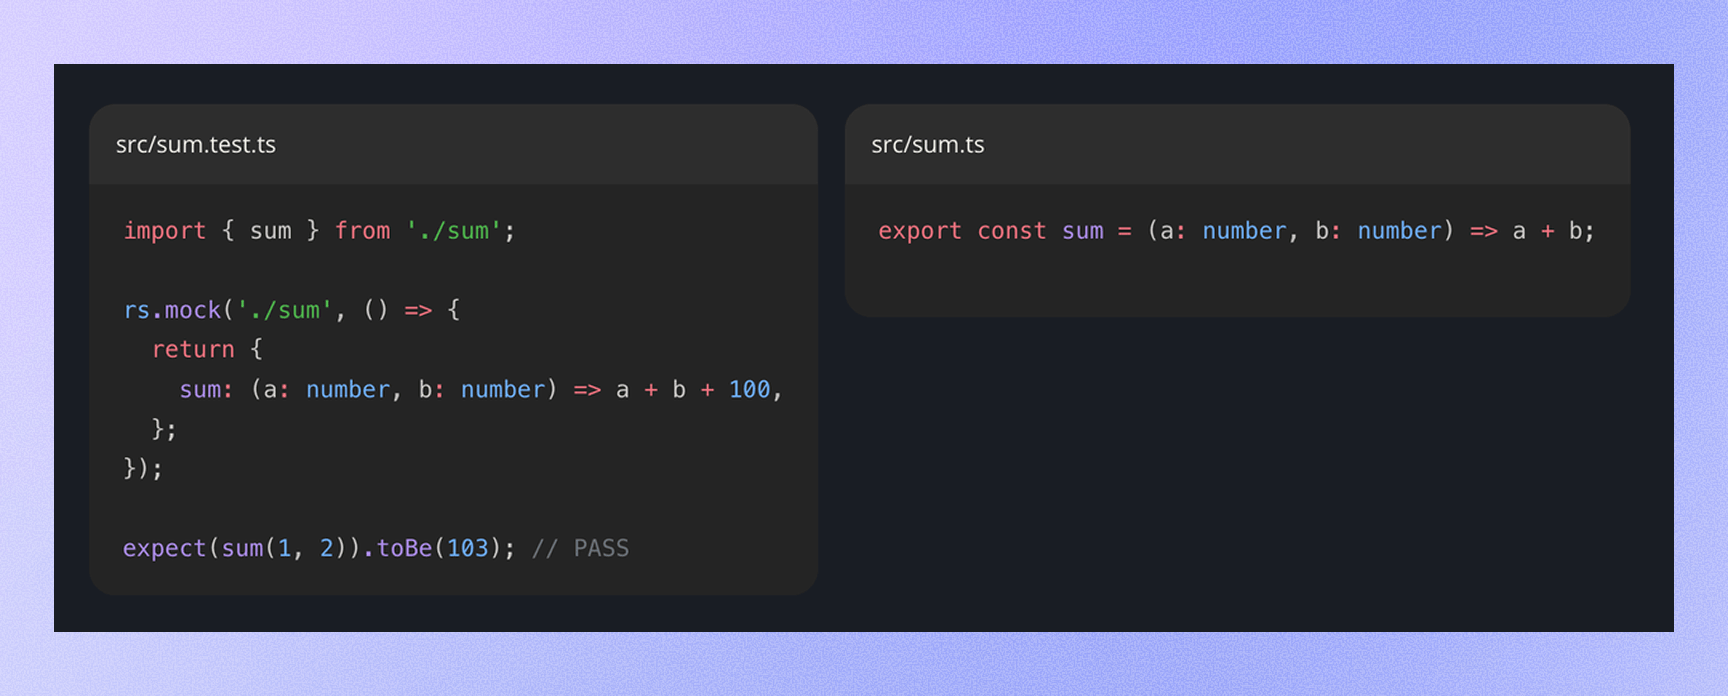 src/sum.test.ts
import { sum } from './sum';
rs.mock('./sum', () => {
  return {
    sum: (a: number, b: number) => a + b + 100,
  };
});
expect(sum(1, 2)).toBe(103); // PASS
src/sum.ts
export const sum = (a: number, b: number) => a + b;